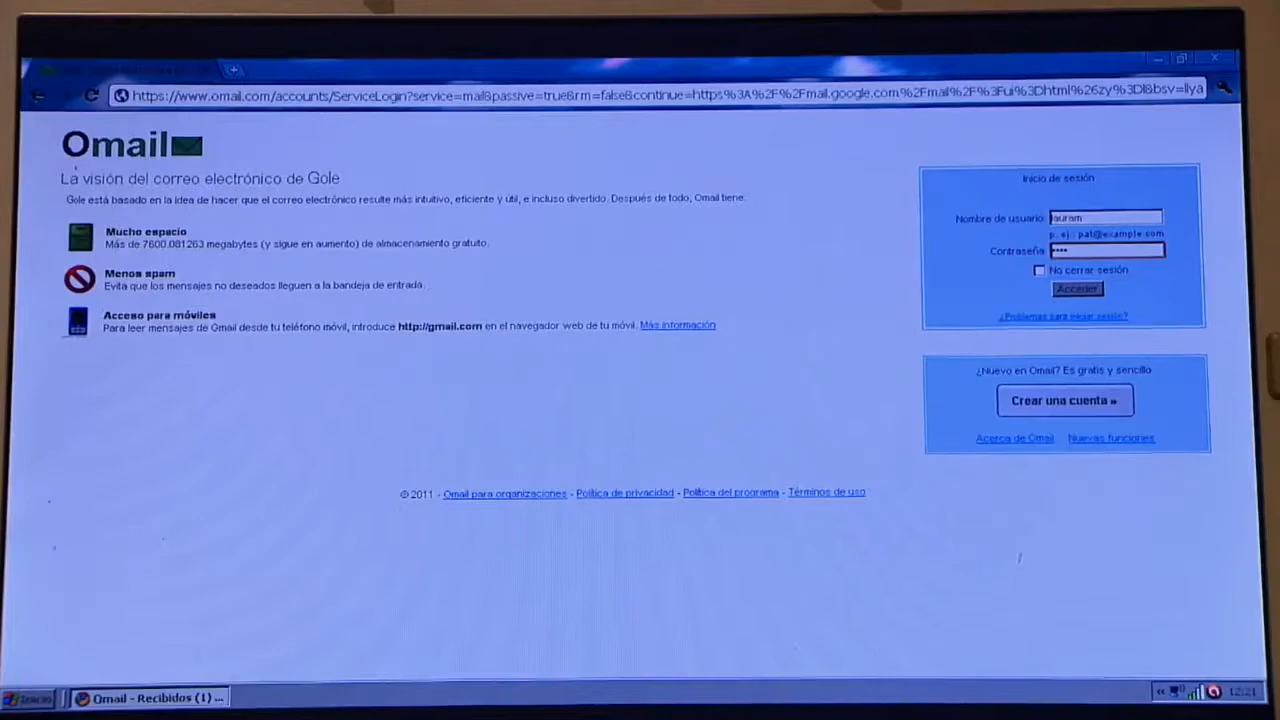 https://www.omail.com/accounts/ServiceLogin?service=mail&passive=true&rm=false&continue=https%3A%2F%2Fmail.google.com%2Fmail%2F%3Fui%3Dhtml%26zy%3Dl&bsv=llya
Omail
La visión del correo electrónico de Gole
Gole está basado en la idea de hacer que el correo electrónico resulte más intuitivo, eficiente y útil, e incluso divertido. Después de todo, Omail tiene:
Mucho espacio
Más de 7600.081263 megabytes (y sigue en aumento) de almacenamiento gratuito.
Menos spam
Evita que los mensajes no deseados lleguen a la bandeja de entrada.
Acceso para móviles
Para leer mensajes de Gmail desde tu teléfono móvil, introduce http://gmail.com en el navegador web de tu móvil. Más información
Inicio de sesión
Nombre de usuario: lauram
p. ej.: pat@example.com
Contraseña: ••••
No cerrar sesión
Acceder
¿Problemas para iniciar sesión?
¿Nuevo en Omail? Es gratis y sencillo
Crear una cuenta »
Acerca de Omail Nuevas funciones
© 2011 - Omail para organizaciones - Política de privacidad - Política del programa - Términos de uso
Inicio
Omail - Recibidos (1) ...
« 12:21